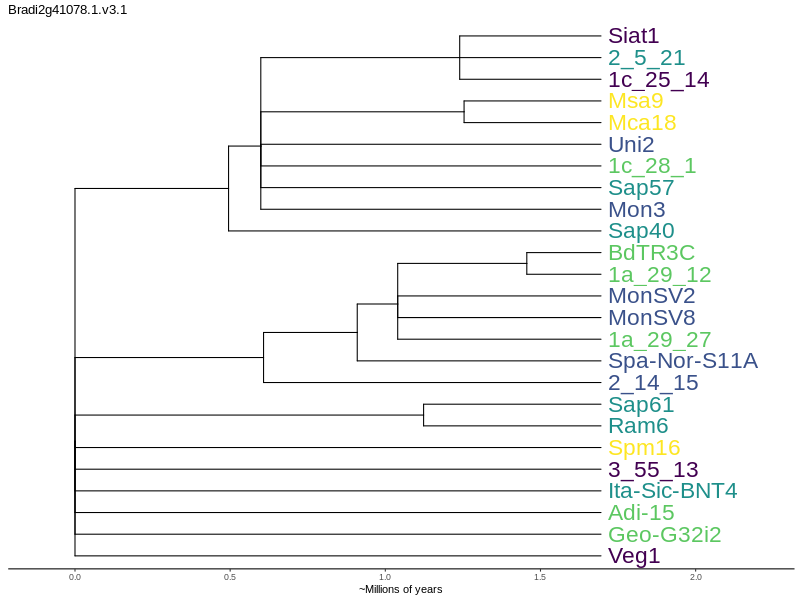 Bradi2g41078.1.v3.1
Siat1
2_5_21
1c_25_14
Msa9
Mca18
Uni2
1c_28_1
Sap57
Mon3
Sap40
BdTR3C
1a_29_12
MonSV2
MonSV8
1a_29_27
Spa-Nor-S11A
2_14_15
Sap61
Ram6
Spm16
3_55_13
Ita-Sic-BNT4
Adi-15
Geo-G32i2
Veg1
0.0 0.5 1.0 1.5 2.0
~Millions of years